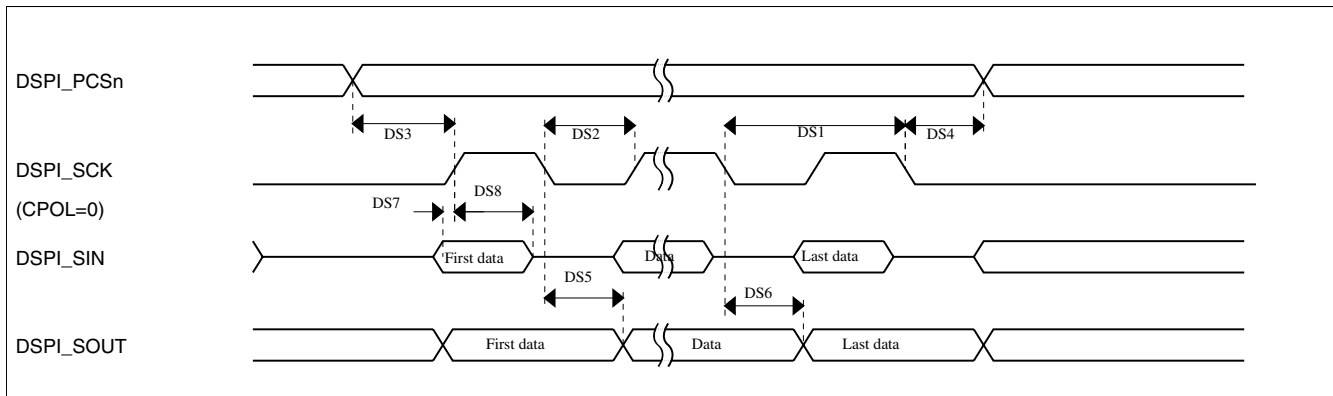 DSPI_PCSn
DS3
DS2
DS1
DS4
DSPI_SCK
(CPOL=0)
DS7
DS8
DSPI_SIN
First data
Data
Last data
DS5
DS6
DSPI_SOUT
First data
Data
Last data